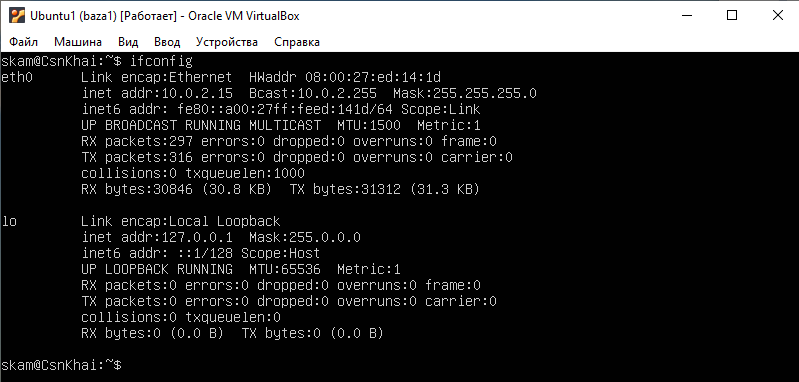 Ubuntu1 (baza1) [Работает] - Oracle VM VirtualBox
Файл Машина Вид Ввод Устройства Справка
skam@CsnKhai:~$ ifconfig
eth0 Link encap:Ethernet HWaddr 08:00:27:ed:14:1d
inet addr:10.0.2.15 Bcast:10.0.2.255 Mask:255.255.255.0
inet6 addr: fe80::a00:27ff:feed:141d/64 Scope:Link
UP BROADCAST RUNNING MULTICAST MTU:1500 Metric:1
RX packets:297 errors:0 dropped:0 overruns:0 frame:0
TX packets:316 errors:0 dropped:0 overruns:0 carrier:0
collisions:0 txqueuelen:1000
RX bytes:30846 (30.8 KB) TX bytes:31312 (31.3 KB)
lo Link encap:Local Loopback
inet addr:127.0.0.1 Mask:255.0.0.0
inet6 addr: ::1/128 Scope:Host
UP LOOPBACK RUNNING MTU:65536 Metric:1
RX packets:0 errors:0 dropped:0 overruns:0 frame:0
TX packets:0 errors:0 dropped:0 overruns:0 carrier:0
collisions:0 txqueuelen:0
RX bytes:0 (0.0 B) TX bytes:0 (0.0 B)
skam@CsnKhai:~$